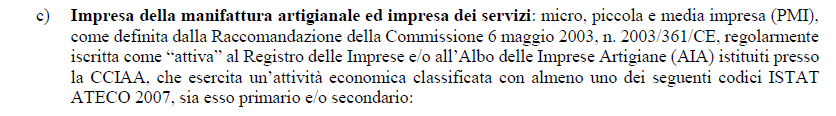 c) Impresa della manifattura artigianale ed impresa dei servizi: micro, piccola e media impresa (PMI),
come definita dalla Raccomandazione della Commissione 6 maggio 2003, n. 2003/361/CE, regolarmente
iscritta come “attiva” al Registro delle Imprese e/o all’Albo delle Imprese Artigiane (AIA) istituiti presso
la CCIAA, che esercita un’attività economica classificata con almeno uno dei seguenti codici ISTAT
ATECO 2007, sia esso primario e/o secondario: